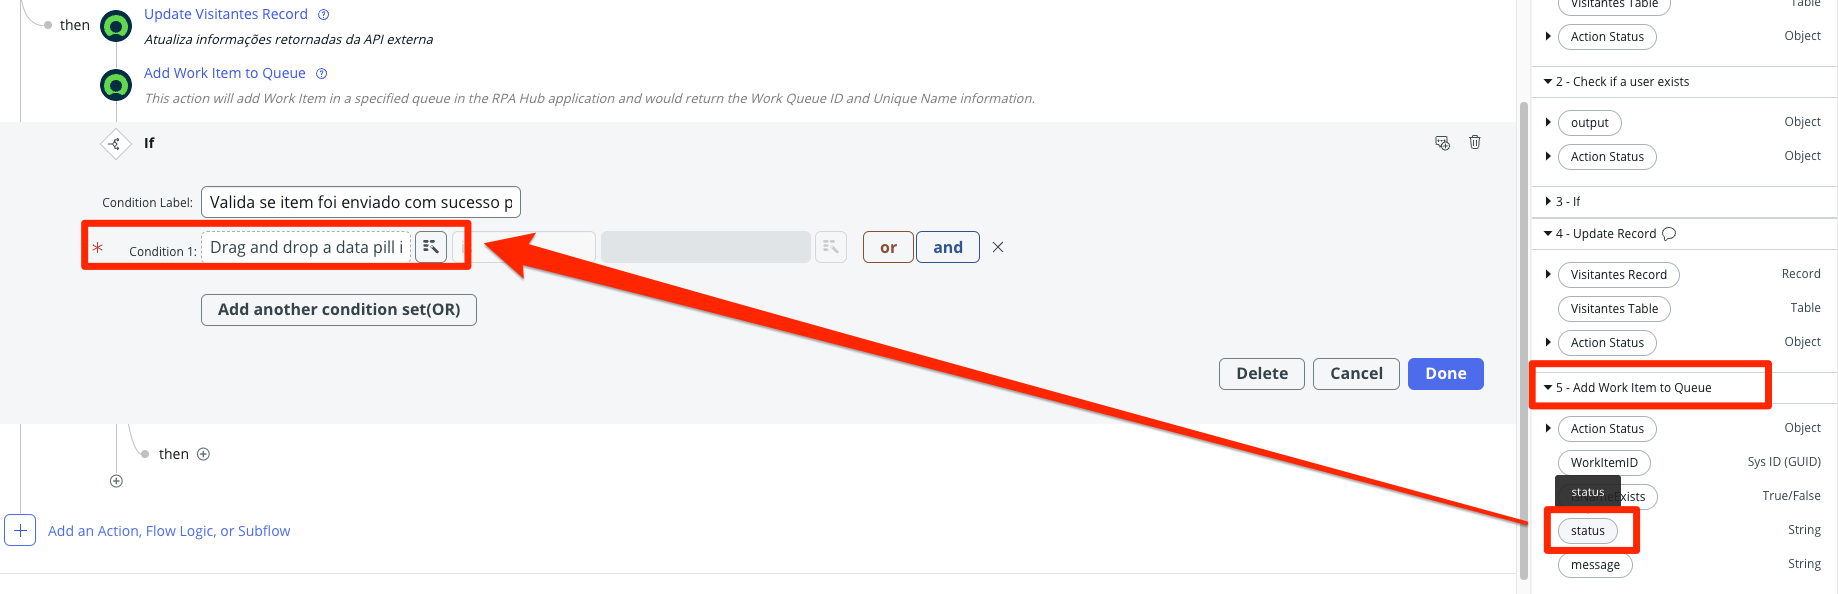 then
Update Visitantes Record
Atualiza informações retornadas da API externa
Add Work Item to Queue
This action will add Work Item in a specified queue in the RPA Hub application and would return the Work Queue ID and Unique Name information.
If
Condition Label: Valida se item foi enviado com sucesso p
* Condition 1: Drag and drop a data pill i
or and
Add another condition set(OR)
Delete Cancel Done
then
Add an Action, Flow Logic, or Subflow
Visitantes Table Table
Action Status Object
2 - Check if a user exists
output Object
Action Status Object
3 - If
4 - Update Record
Visitantes Record Record
Visitantes Table Table
Action Status Object
5 - Add Work Item to Queue
Action Status Object
WorkItemID Sys ID (GUID)
status
True/False
status String
message String